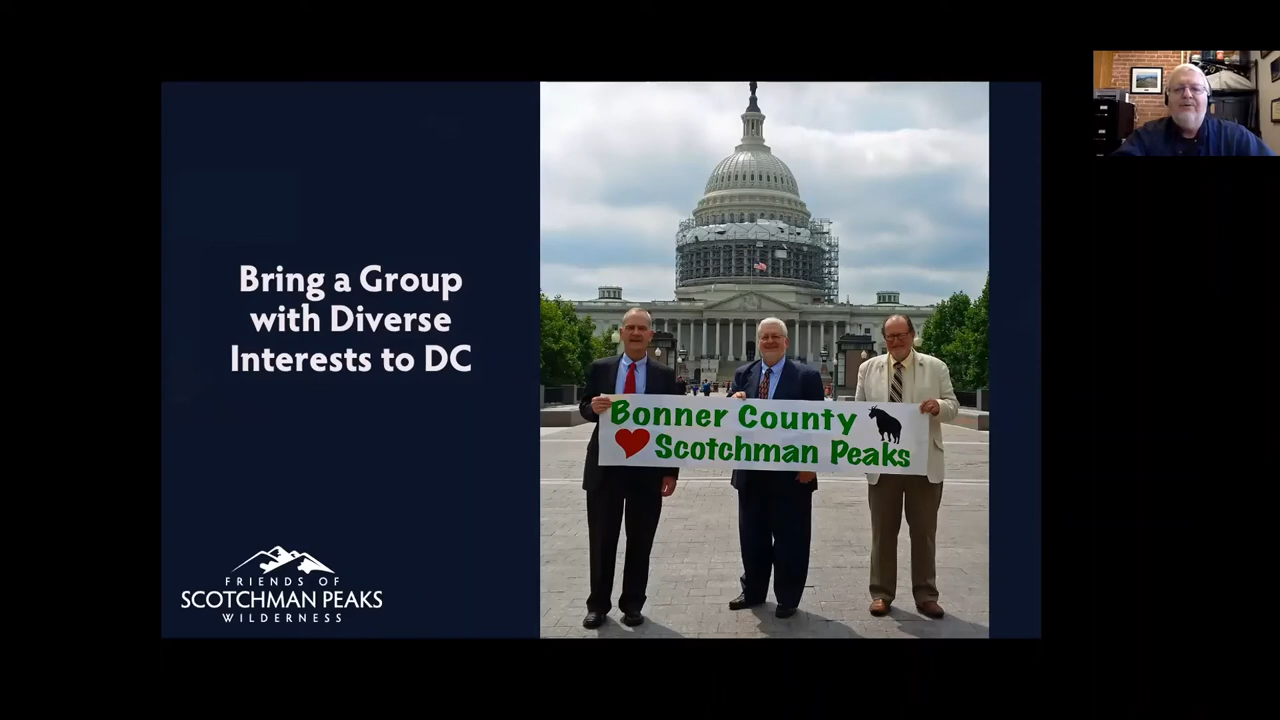 Bring a Group
with Diverse
Interests to DC
Bonner County
Scotchman Peaks
FRIENDS OF
SCOTCHMAN PEAKS
WILDERNESS